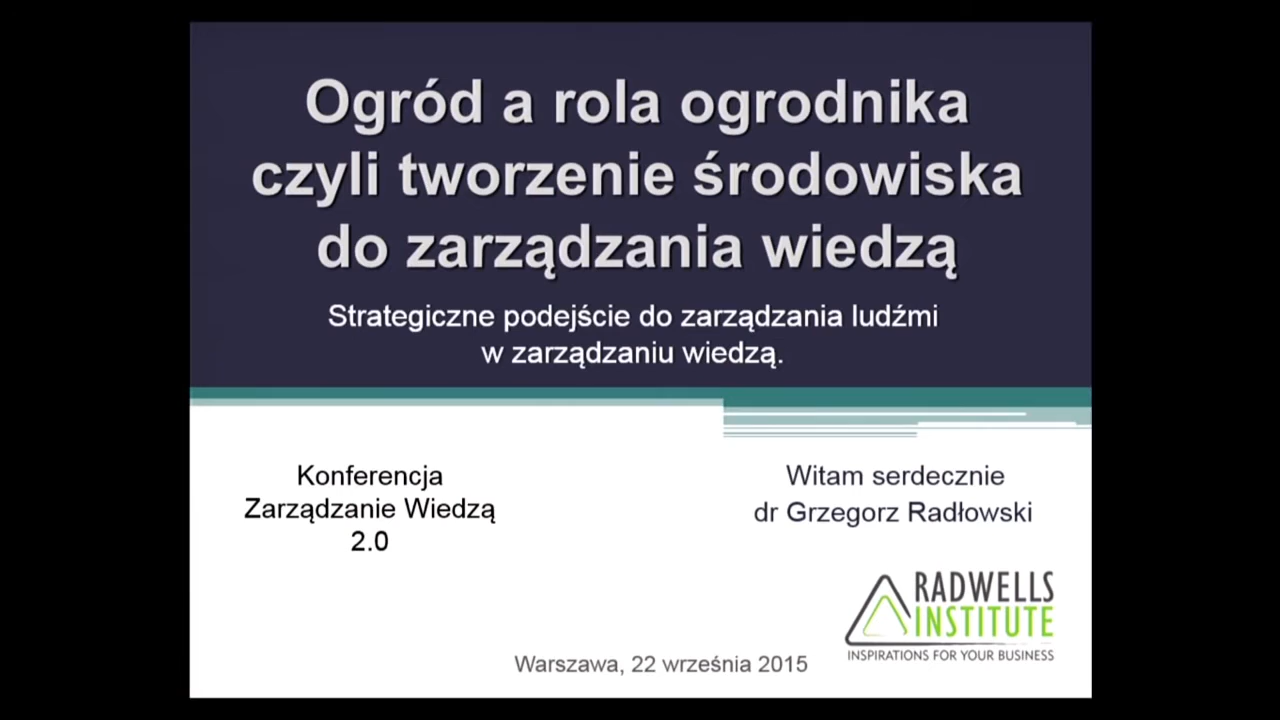 Ogród a rola ogrodnika
czyli tworzenie środowiska
do zarządzania wiedzą
Strategiczne podejście do zarządzania ludźmi
w zarządzaniu wiedzą.
Konferencja
Zarządzanie Wiedzą
2.0
Witam serdecznie
dr Grzegorz Radłowski
RADWELLS
INSTITUTE
INSPIRATIONS FOR YOUR BUSINESS
Warszawa, 22 września 2015